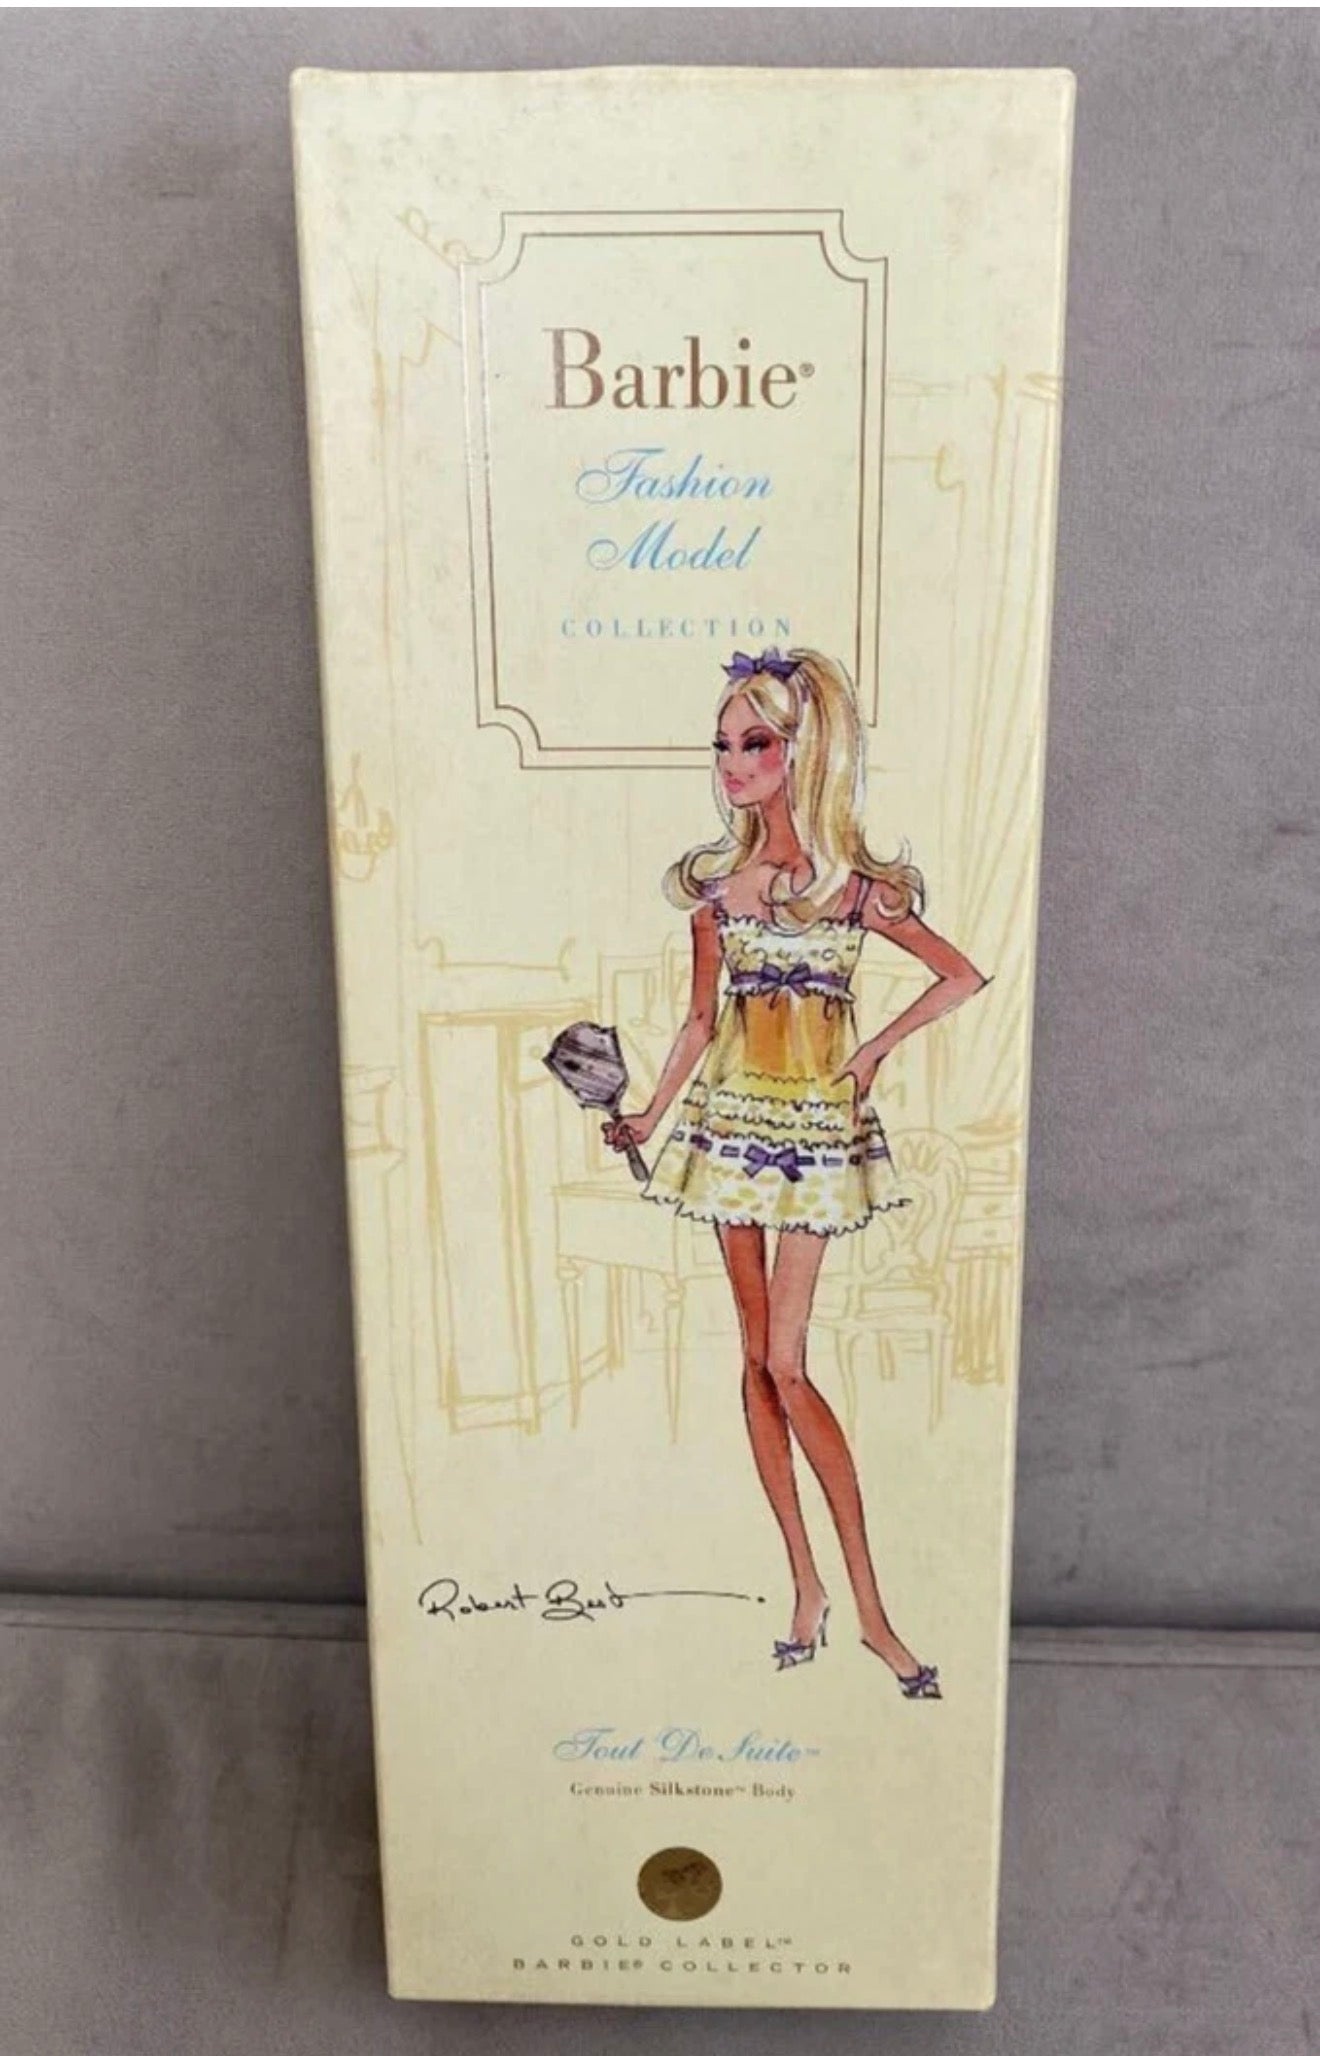 Barbie®
Fashion
Model
COLLECTION
Robert Best
Tout De Suite™
Genuine Silkstone™ Body
GOLD LABEL™
BARBIE® COLLECTOR